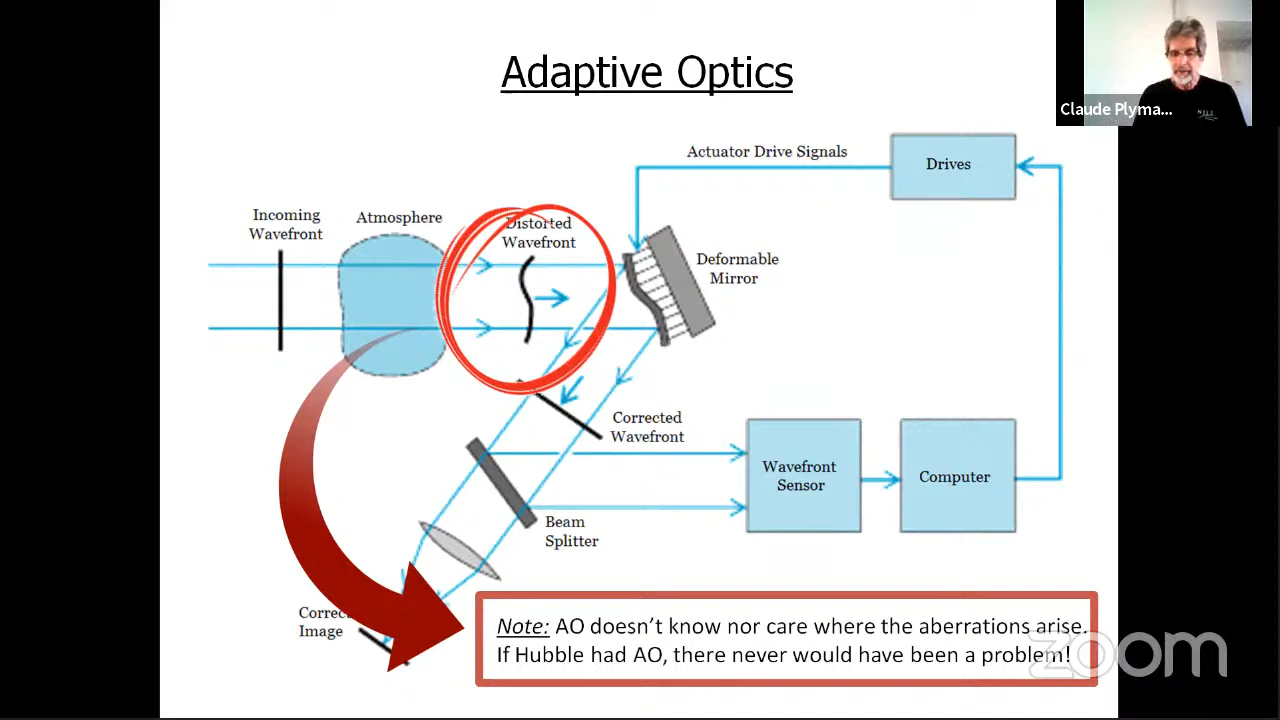 Adaptive Optics
Claude Plyma...
Actuator Drive Signals
Drives
Incoming
Wavefront
Atmosphere
Distorted
Wavefront
Deformable
Mirror
Corrected
Wavefront
Wavefront
Sensor
Computer
Beam
Splitter
Correc
Image
Note: AO doesn't know nor care where the aberrations arise.
If Hubble had AO, there never would have been a problem!
zoom